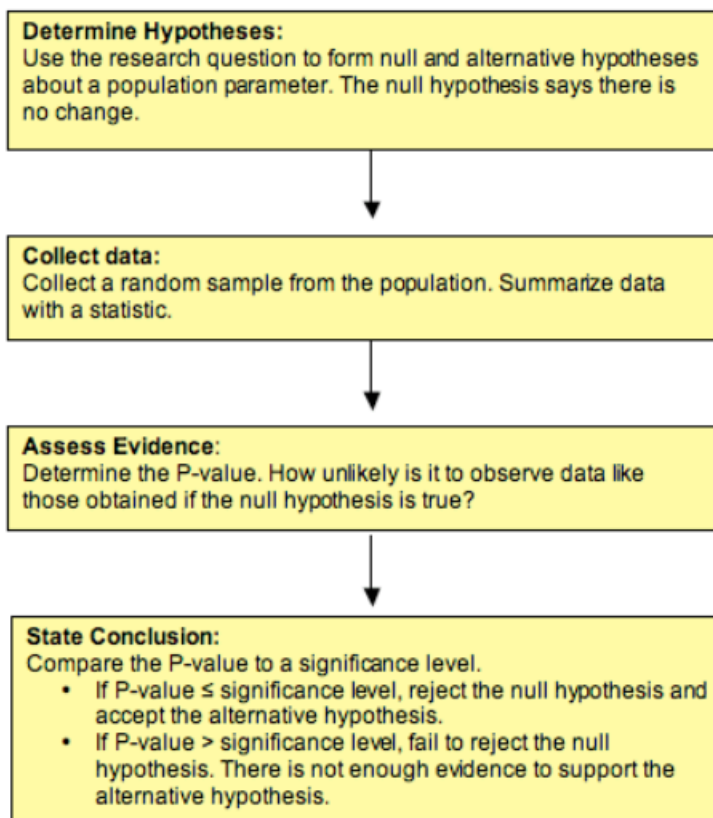 Determine Hypotheses:
Use the research question to form null and alternative hypotheses
about a population parameter. The null hypothesis says there is
no change.
Collect data:
Collect a random sample from the population. Summarize data
with a statistic.
Assess Evidence:
Determine the P-value. How unlikely is it to observe data like
those obtained if the null hypothesis is true?
State Conclusion:
Compare the P-value to a significance level.
• If P-value ≤ significance level, reject the null hypothesis and
accept the alternative hypothesis.
• If P-value > significance level, fail to reject the null
hypothesis. There is not enough evidence to support the
alternative hypothesis.